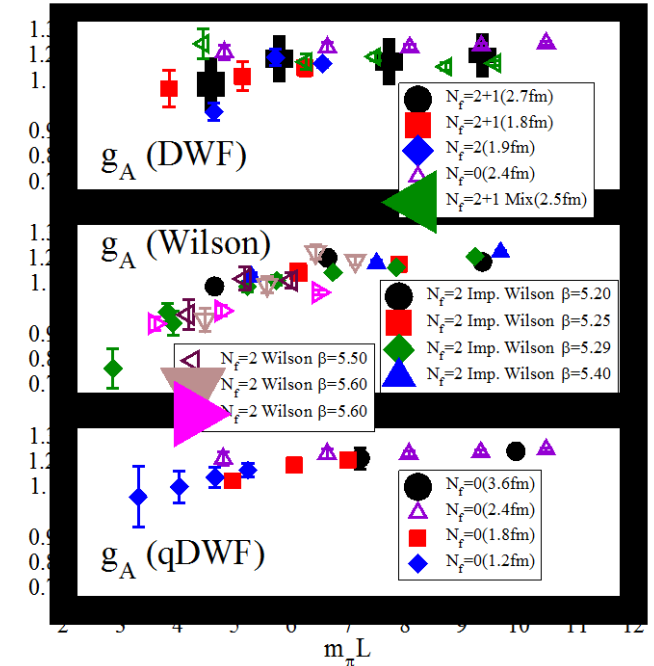 1.3
1.2
1.
0.9
0.8
0.7
g_A (DWF)
N_f=2+1(2.7fm)
N_f=2+1(1.8fm)
N_f=2(1.9fm)
N_f=0(2.4fm)
N_f=2+1 Mix(2.5fm)
1.3
1.2
1.
0.9
0.8
0.7
g_A (Wilson)
N_f=2 Imp. Wilson β=5.20
N_f=2 Imp. Wilson β=5.25
N_f=2 Imp. Wilson β=5.29
N_f=2 Imp. Wilson β=5.40
N_f=2 Wilson β=5.50
N_f=2 Wilson β=5.60
N_f=2 Wilson β=5.60
1.3
1.2
1.
0.9
0.8
0.7
g_A (qDWF)
N_f=0(3.6fm)
N_f=0(2.4fm)
N_f=0(1.8fm)
N_f=0(1.2fm)
2 3 4 5 6 7 8 9 10 11 12
m_πL